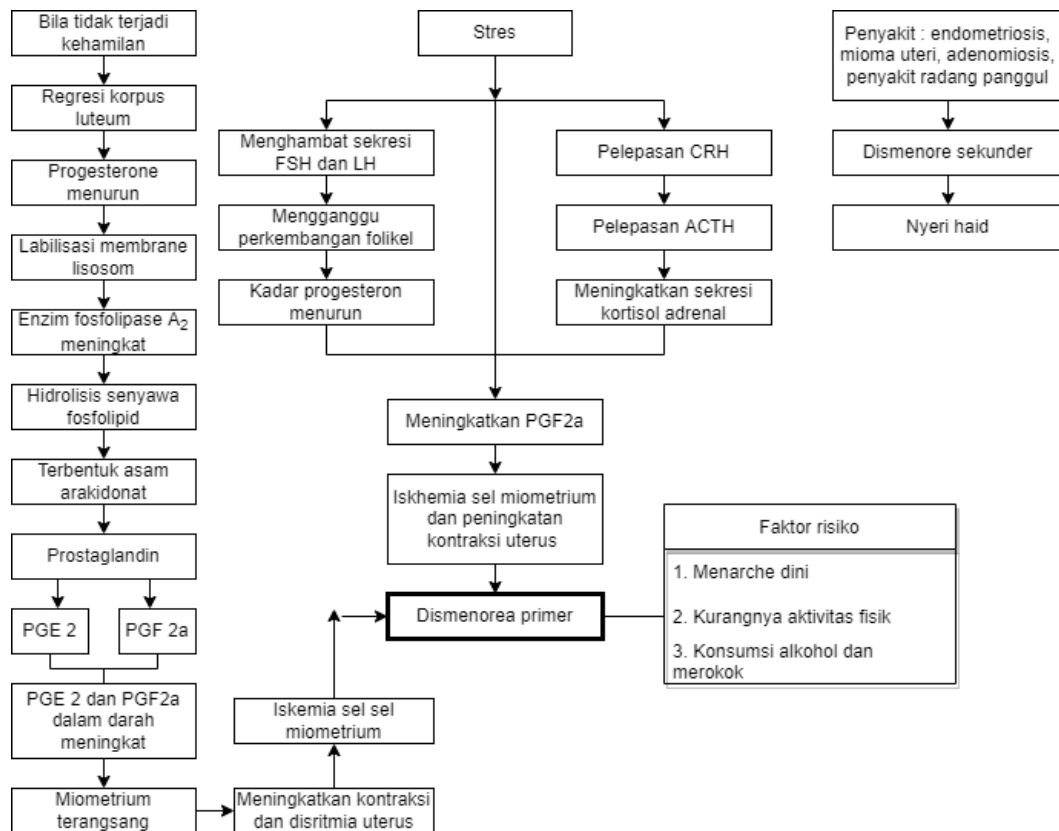 Bila tidak terjadi
kehamilan
Regresi korpus
luteum
Progesterone
menurun
Labilisasi membrane
lisosom
Enzim fosfolipase A2
meningkat
Hidrolisis senyawa
fosfolipid
Terbentuk asam
arakidonat
Prostaglandin
PGE 2
PGF 2a
PGE 2 dan PGF2a
dalam darah
meningkat
Miometrium
terangsang
Meningkatkan kontraksi
dan disritmia uterus
Iskemia sel sel
miometrium
Stres
Menghambat sekresi
FSH dan LH
Mengganggu
perkembangan folikel
Kadar progesteron
menurun
Pelepasan CRH
Pelepasan ACTH
Meningkatkan sekresi
kortisol adrenal
Meningkatkan PGF2a
Iskhemia sel miometrium
dan peningkatan
kontraksi uterus
Dismenorea primer
Penyakit : endometriosis,
mioma uteri, adenomiosis,
penyakit radang panggul
Dismenore sekunder
Nyeri haid
Faktor risiko
1. Menarche dini
2. Kurangnya aktivitas fisik
3. Konsumsi alkohol dan
merokok